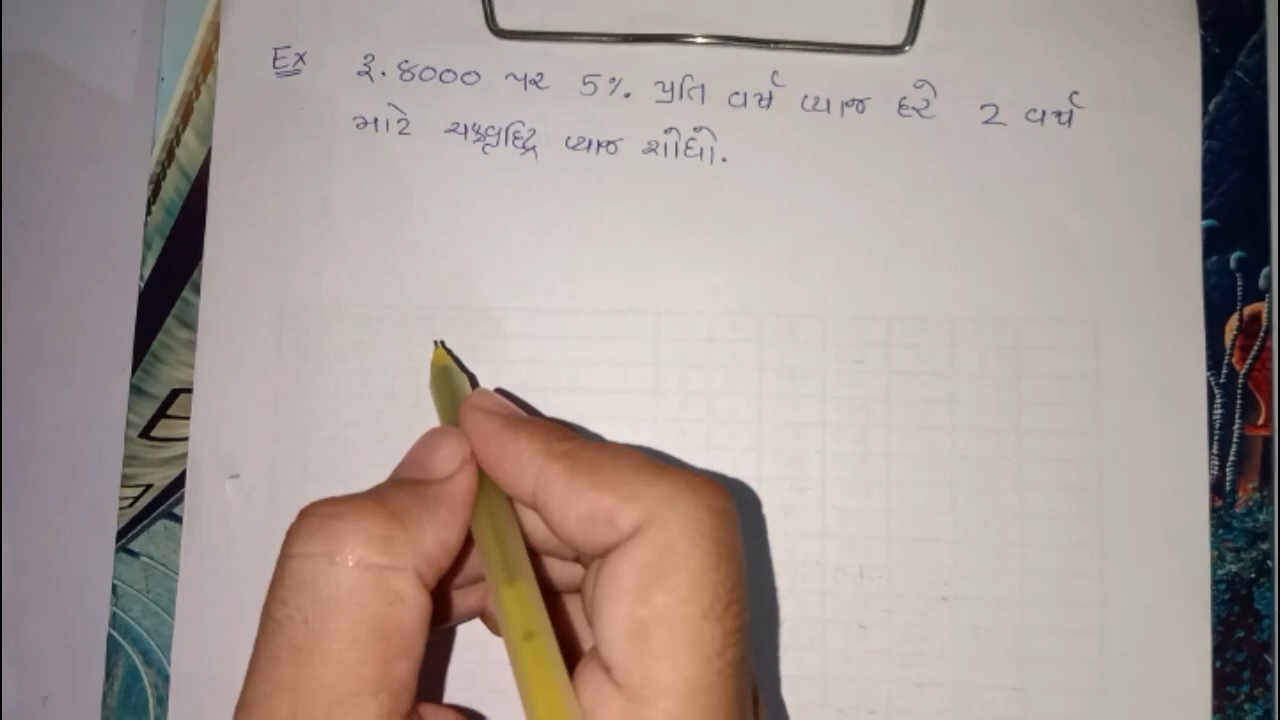 Ex રૂ. 8000 પર 5%. પ્રતિ વર્ષ વ્યાજ દરે 2 વર્ષ
માટે ચક્રવૃદ્ધિ વ્યાજ શોધો.